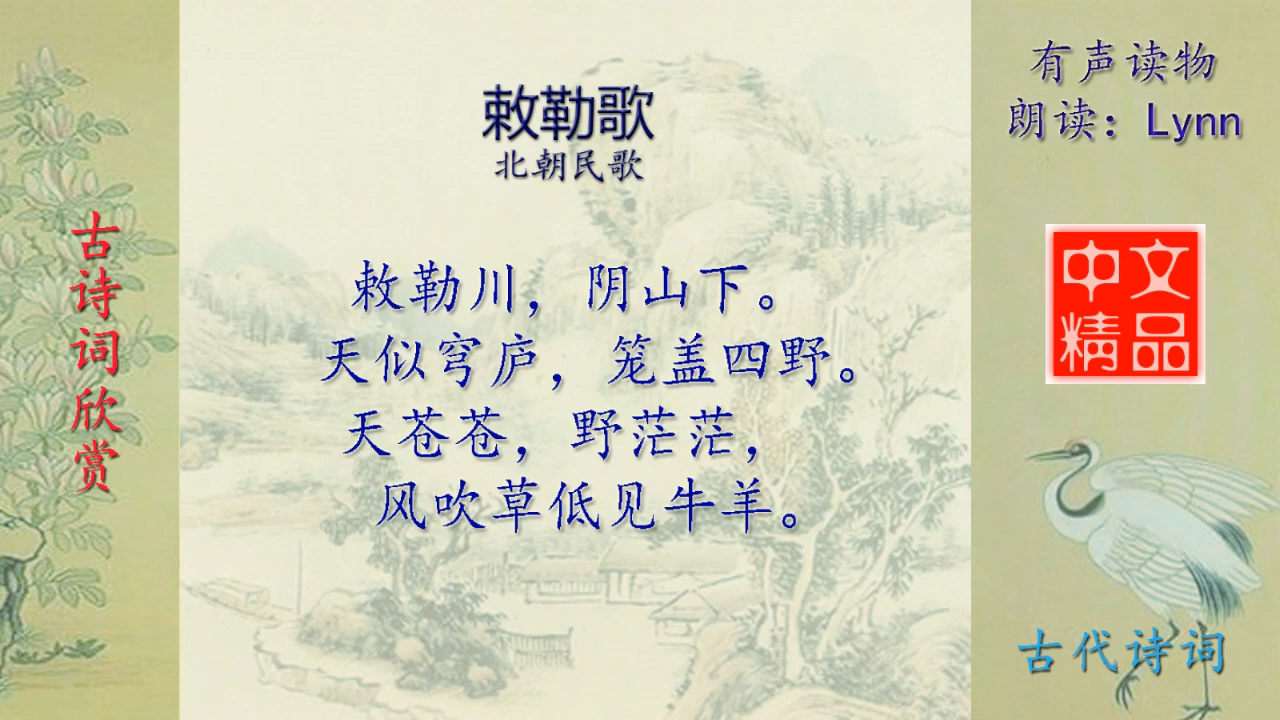 古诗词欣赏
敕勒歌
北朝民歌
敕勒川，阴山下。
天似穹庐，笼盖四野。
天苍苍，野茫茫，
风吹草低见牛羊。
有声读物
朗读：Lynn
中文
精品
古代诗词